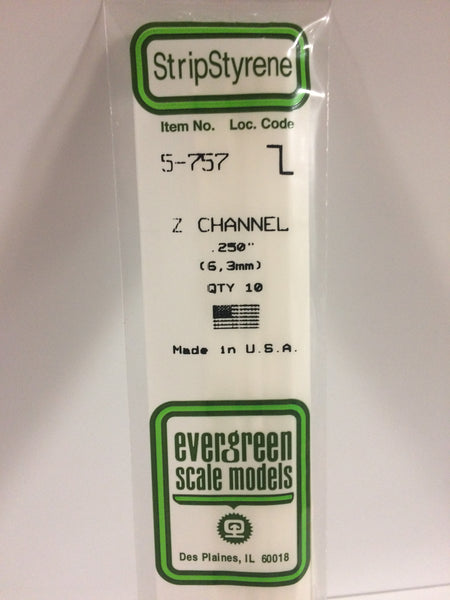 StripStyrene
Item No. Loc. Code
5-757
Z CHANNEL
.250"
(6,3mm)
QTY 10
Made in U.S.A.
evergreen
scale models
Des Plaines, IL 60018